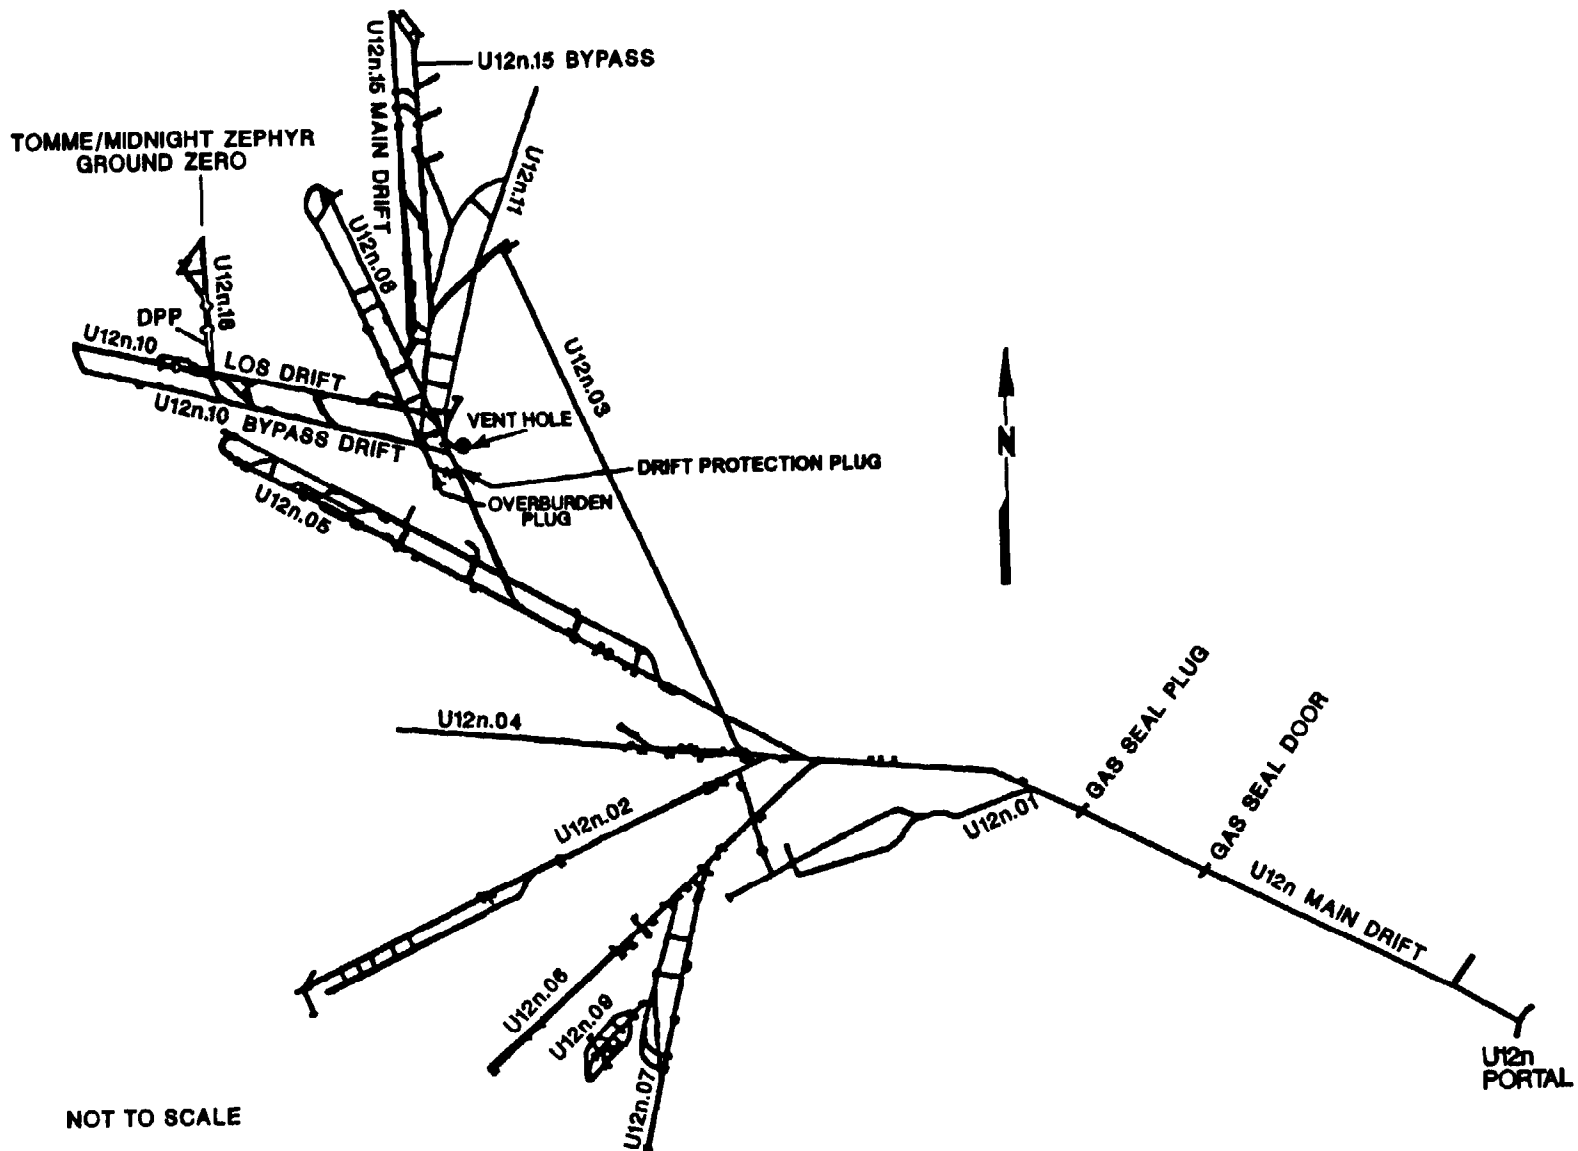 U12n.15 BYPASS
U12n.15 MAIN DRIFT
TOMME/MIDNIGHT ZEPHYR
GROUND ZERO
U12n.11
U12n.08
U12n.18
DPP
U12n.10
LOS DRIFT
U12n.03
U12n.10 BYPASS DRIFT
VENT HOLE
N
DRIFT PROTECTION PLUG
U12n.05
OVERBURDEN
PLUG
GAS SEAL PLUG
GAS SEAL DOOR
U12n.04
U12n.02
U12n.01
U12n MAIN DRIFT
U12n.06
U12n.09
U12n.07
U12n
PORTAL
NOT TO SCALE